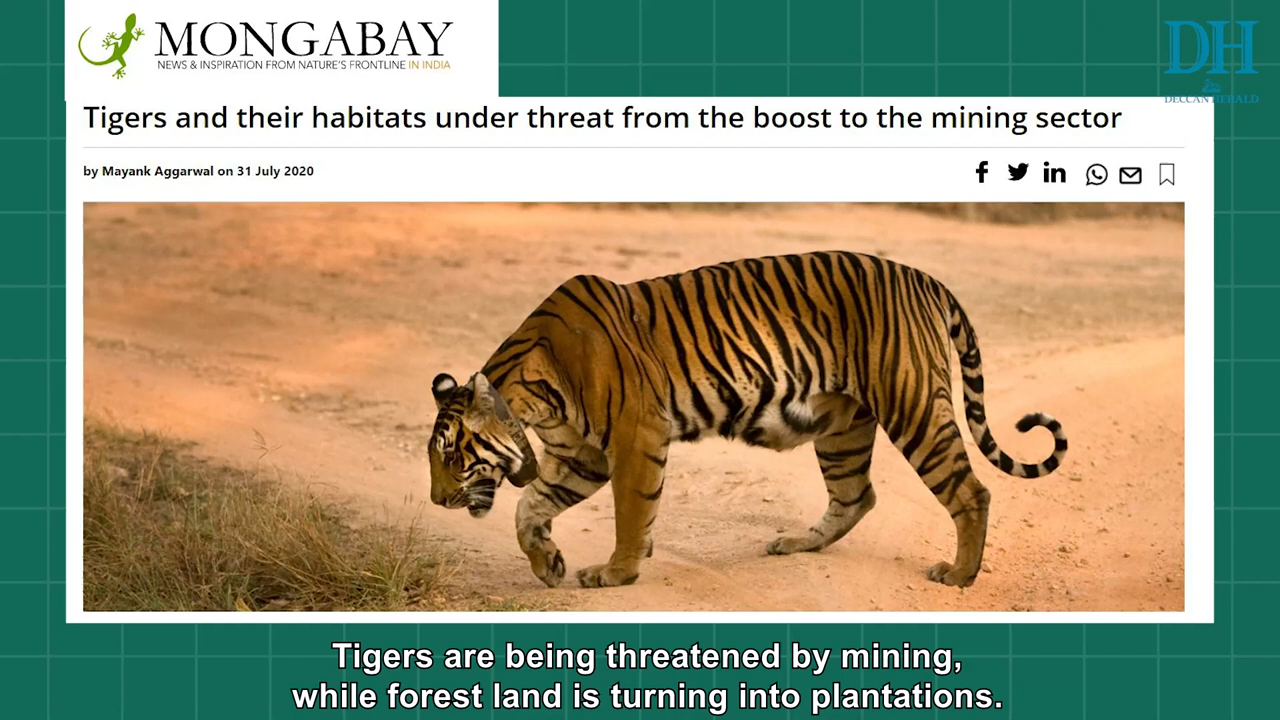 MONGABAY
NEWS & INSPIRATION FROM NATURE'S FRONTLINE IN INDIA
DH
DECCAN HERALD
Tigers and their habitats under threat from the boost to the mining sector
by Mayank Aggarwal on 31 July 2020
Tigers are being threatened by mining,
while forest land is turning into plantations.